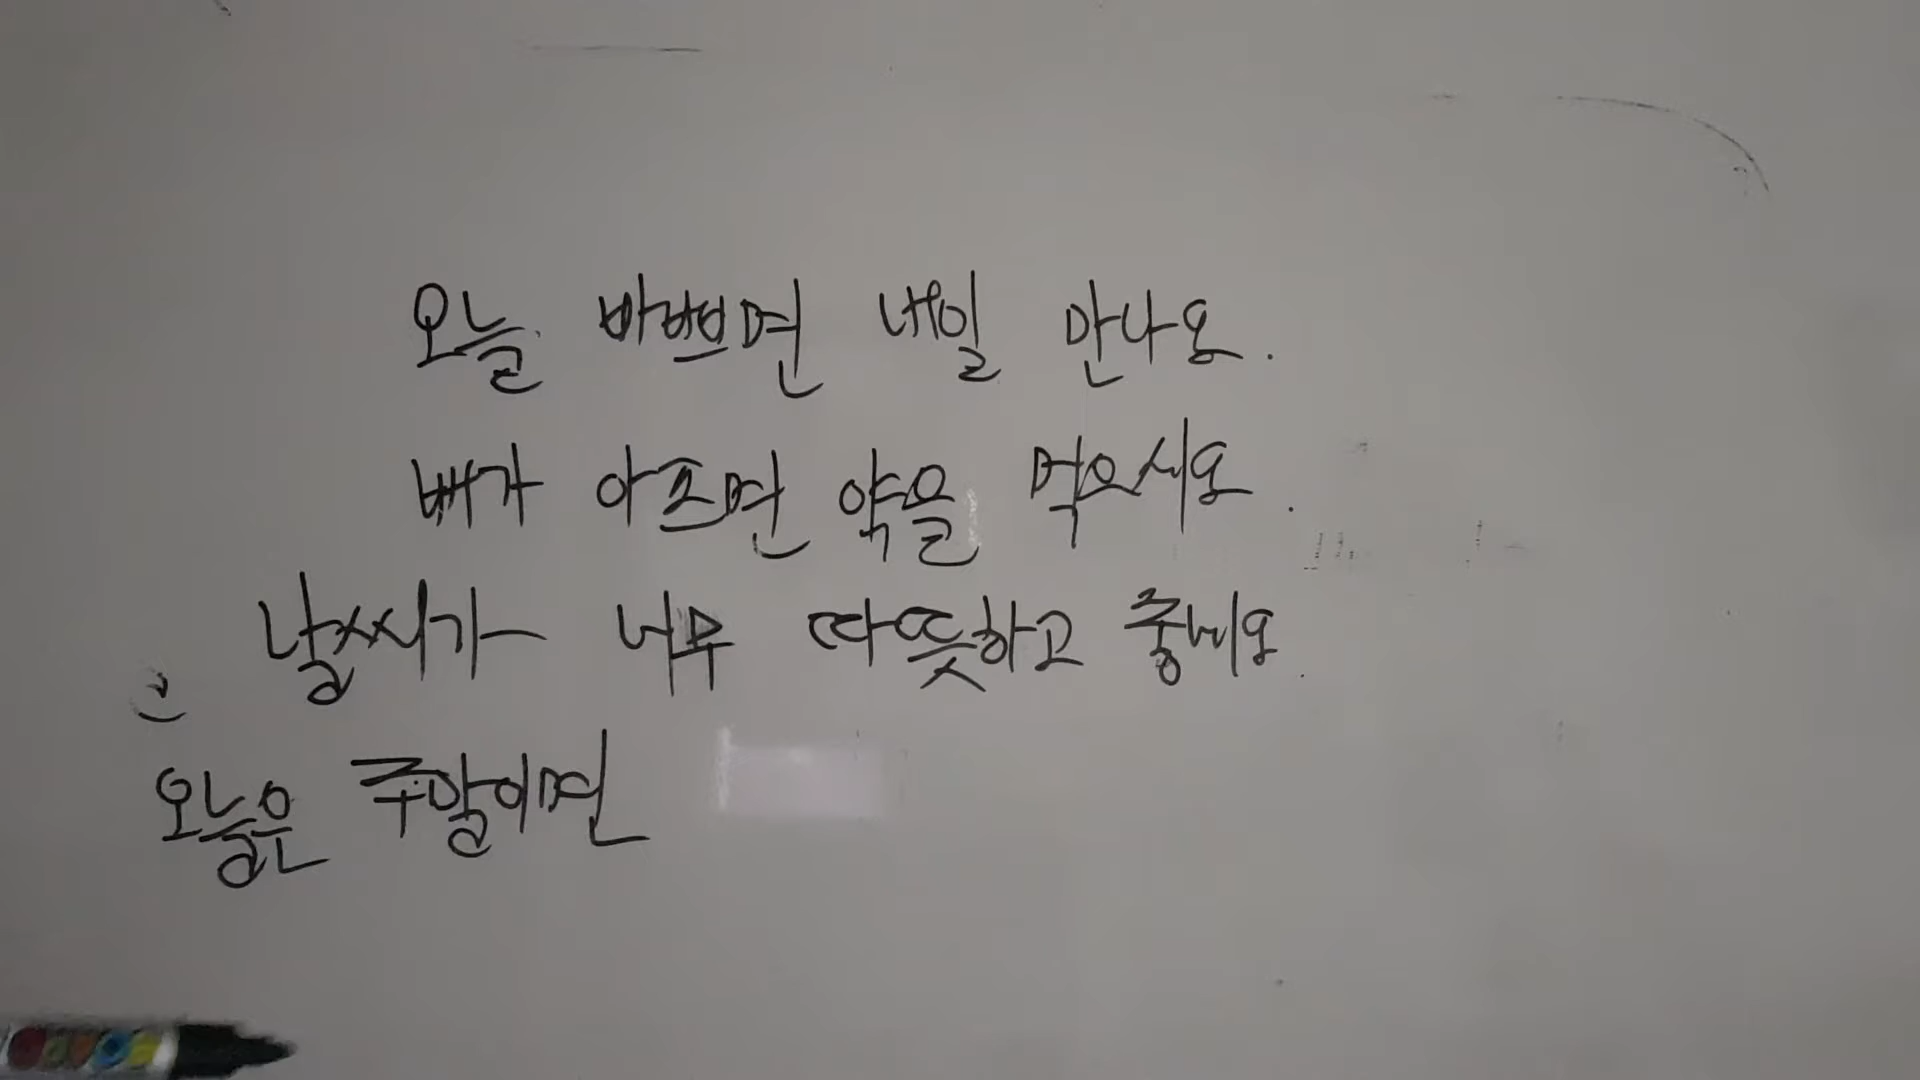 오늘 바쁘면 내일 만나요.
배가 아프면 약을 먹으시요.
날씨가 너무 따뜻하고 좋네요.
오늘은 주말이면